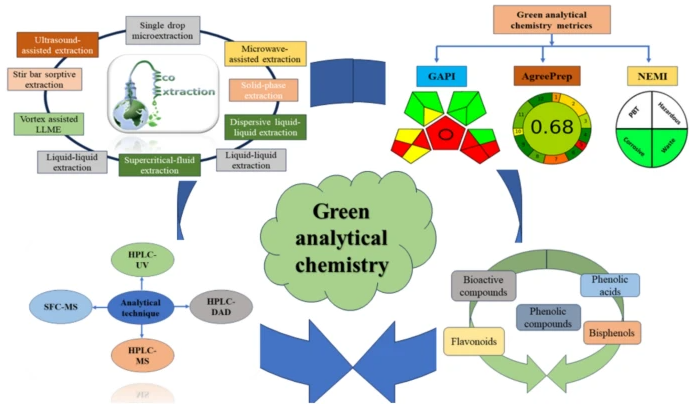 Single drop
microextraction
Ultrasound-
assisted extraction
Microwave-
assisted extraction
Stir bar sorptive
extraction
Eco
Extraction
Solid-phase
extraction
Vortex assisted
LLME
Dispersive liquid-
liquid extraction
Liquid-liquid
extraction
Supercritical-fluid
extraction
Liquid-liquid
extraction
Green analytical
chemistry metrices
GAPI
AgreePrep
NEMI
0.68
PBT
Hazardous
Corrosive
Waste
Green
analytical
chemistry
HPLC-
UV
SFC-MS
Analytical
technique
HPLC-
DAD
HPLC-
MS
Bioactive
compounds
Phenolic
acids
Phenolic
compounds
Flavonoids
Bisphenols